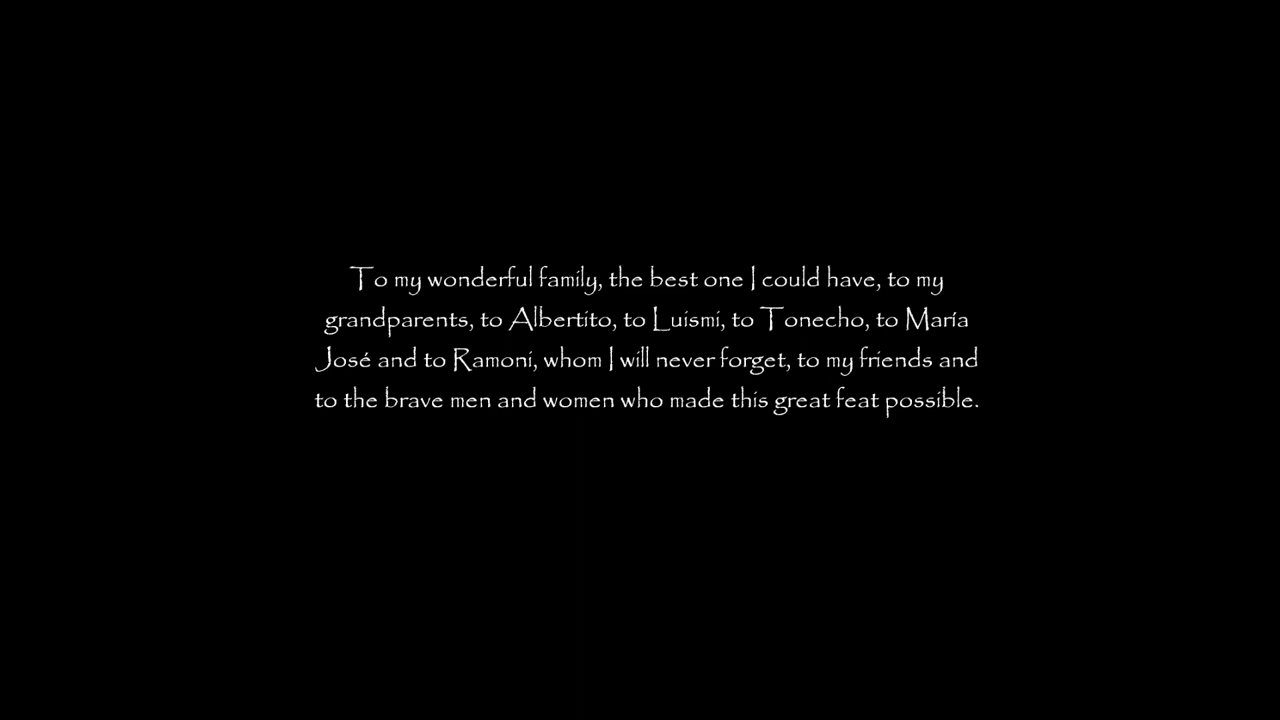 To my wonderful family, the best one I could have, to my
grandparents, to Albertito, to Luismi, to Tonecho, to María
José and to Ramoni, whom I will never forget, to my friends and
to the brave men and women who made this great feat possible.